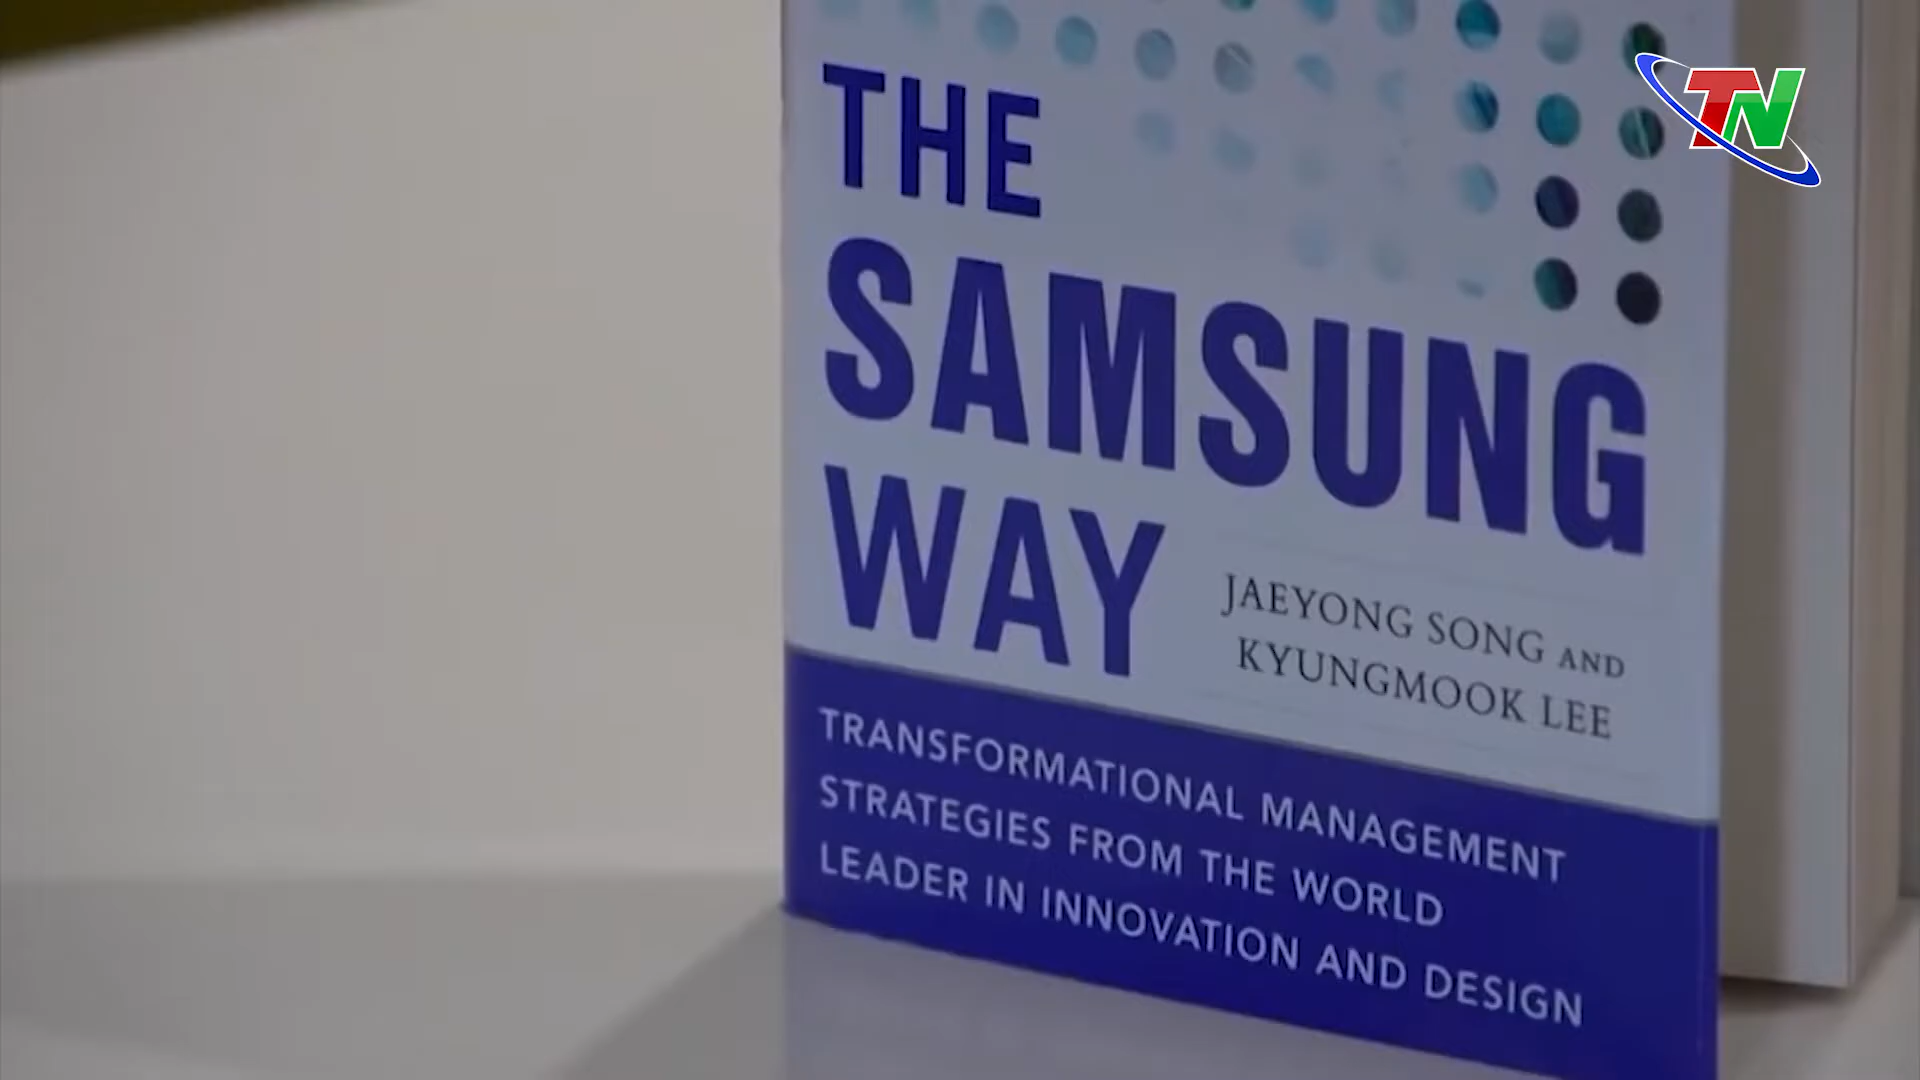 THE
SAMSUNG
WAY
JAEYONG SONG AND
KYUNGMOOK LEE
TRANSFORMATIONAL MANAGEMENT
STRATEGIES FROM THE WORLD
LEADER IN INNOVATION AND DESIGN
TN